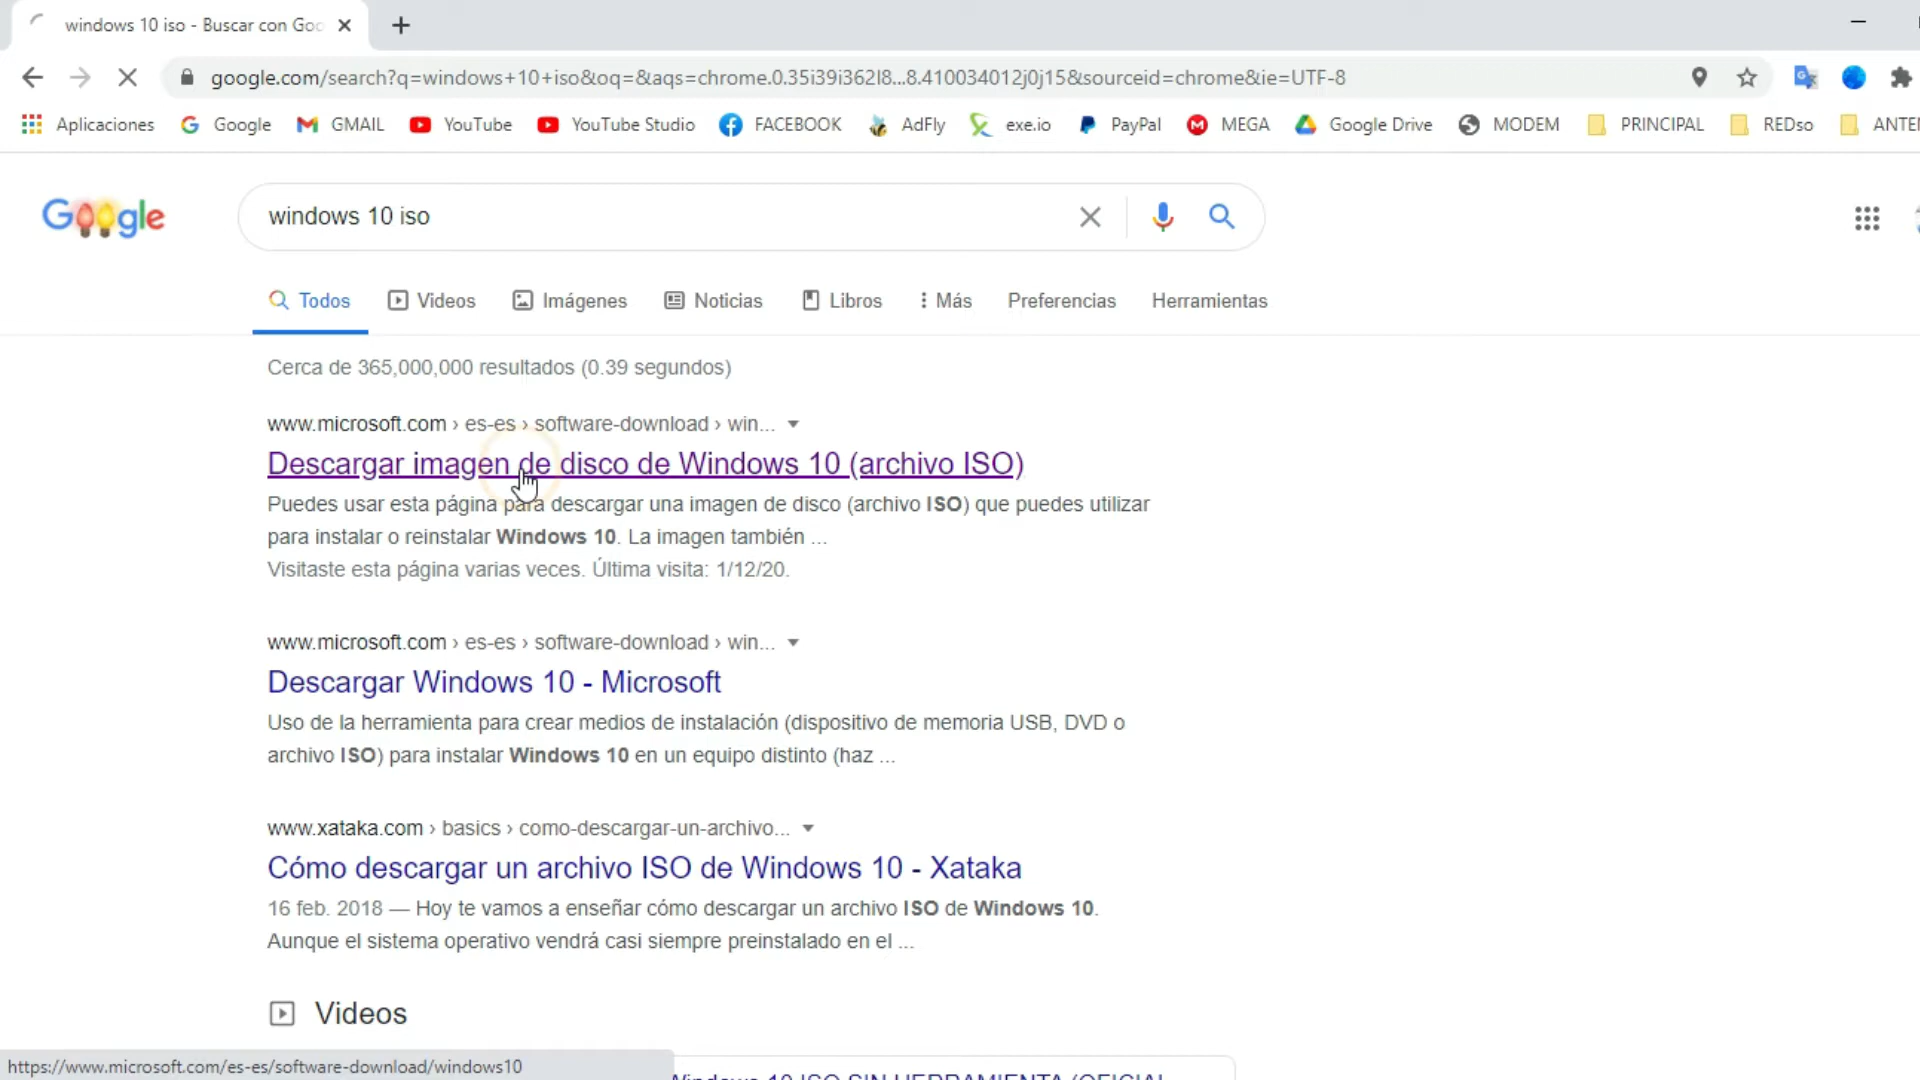 windows 10 iso - Buscar con Goo
google.com/search?q=windows+10+iso&oq=&aqs=chrome.0.35i39i362l8...8.410034012j0j15&sourceid=chrome&ie=UTF-8
Aplicaciones Google GMAIL YouTube YouTube Studio FACEBOOK AdFly exe.io PayPal MEGA Google Drive MODEM PRINCIPAL REDso ANTE
Google
windows 10 iso
Todos Videos Imágenes Noticias Libros Más Preferencias Herramientas
Cerca de 365,000,000 resultados (0.39 segundos)
www.microsoft.com › es-es › software-download › win...
Descargar imagen de disco de Windows 10 (archivo ISO)
Puedes usar esta página para descargar una imagen de disco (archivo ISO) que puedes utilizar
para instalar o reinstalar Windows 10. La imagen también ...
Visitaste esta página varias veces. Última visita: 1/12/20.
www.microsoft.com › es-es › software-download › win...
Descargar Windows 10 - Microsoft
Uso de la herramienta para crear medios de instalación (dispositivo de memoria USB, DVD o
archivo ISO) para instalar Windows 10 en un equipo distinto (haz ...
www.xataka.com › basics › como-descargar-un-archivo...
Cómo descargar un archivo ISO de Windows 10 - Xataka
16 feb. 2018 — Hoy te vamos a enseñar cómo descargar un archivo ISO de Windows 10.
Aunque el sistema operativo vendrá casi siempre preinstalado en el ...
Videos
https://www.microsoft.com/es-es/software-download/windows10
Windows 10 ISO SIN HERRAMIENTA (OFICIAL